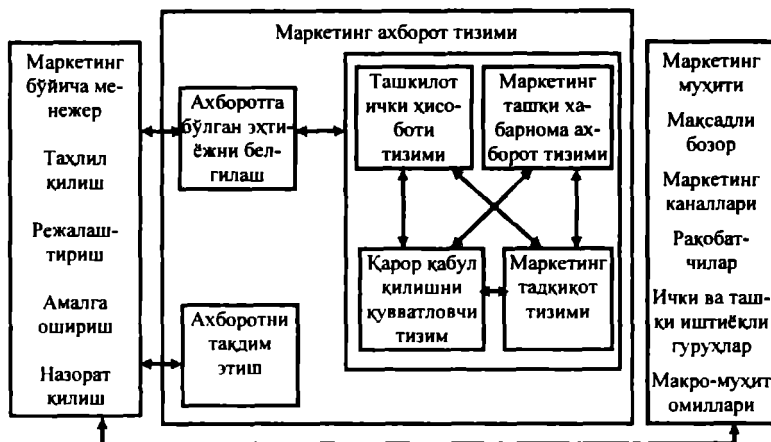 Маркетинг ахборот тизими
Маркетинг
бўйича ме-
нежер
Таҳлил
қилиш
Режалаш-
тириш
Амалга
ошириш
Назорат
қилиш
Ахборотга
бўлган эҳти-
ёжни бел-
гилаш
Ахборотни
тақдим
этиш
Ташкилот
ички ҳисо-
боти
тизими
Маркетинг
ташқи ха-
барнома ах-
борот тизими
Қарор қабул
қилишни
қувватловчи
тизим
Маркетинг
тадқиқот
тизими
Маркетинг
муҳити
Мақсадли
бозор
Маркетинг
каналлари
Рақобат-
чилар
Ички ва таш-
қи иштиёқли
гуруҳлар
Макро-муҳит
омиллари